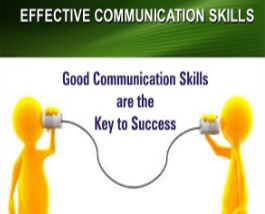 EFFECTIVE COMMUNICATION SKILLS
Good Communication Skills
are the
Key to Success